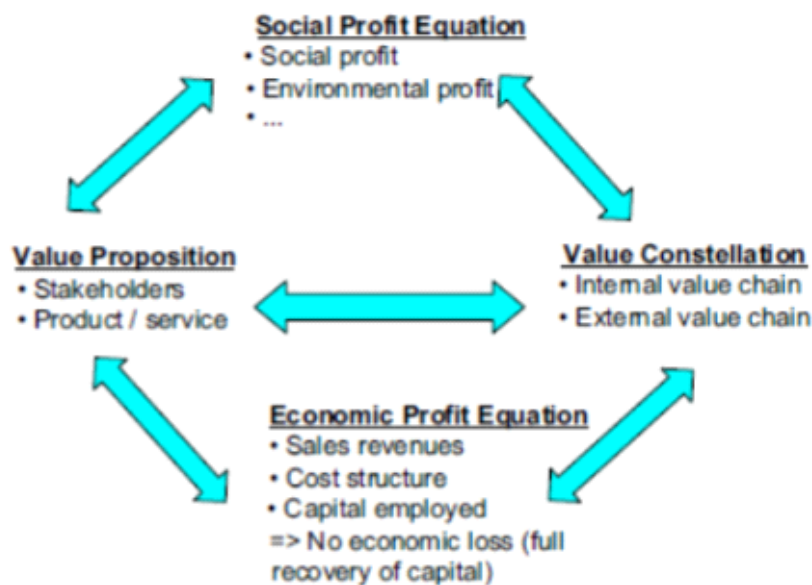 Social Profit Equation
• Social profit
• Environmental profit
• ...
Value Proposition
• Stakeholders
• Product / service
Value Constellation
• Internal value chain
• External value chain
Economic Profit Equation
• Sales revenues
• Cost structure
• Capital employed
=> No economic loss (full
recovery of capital)